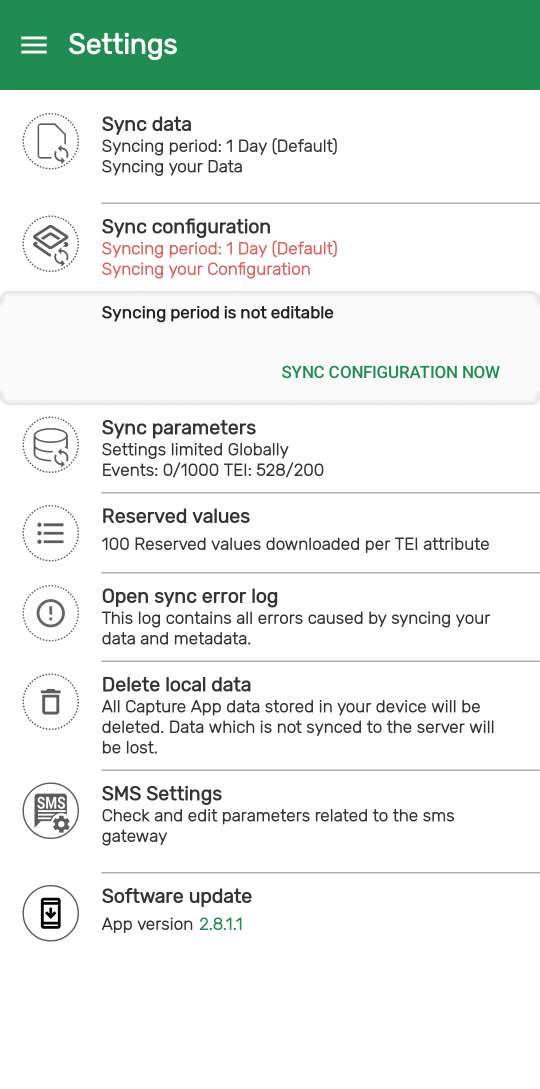 Settings
Sync data
Syncing period: 1 Day (Default)
Syncing your Data
Sync configuration
Syncing period: 1 Day (Default)
Syncing your Configuration
Syncing period is not editable
SYNC CONFIGURATION NOW
Sync parameters
Settings limited Globally
Events: 0/1000 TEI: 528/200
Reserved values
100 Reserved values downloaded per TEI attribute
Open sync error log
This log contains all errors caused by syncing your
data and metadata.
Delete local data
All Capture App data stored in your device will be
deleted. Data which is not synced to the server will
be lost.
SMS
SMS Settings
Check and edit parameters related to the sms
gateway
Software update
App version 2.8.1.1